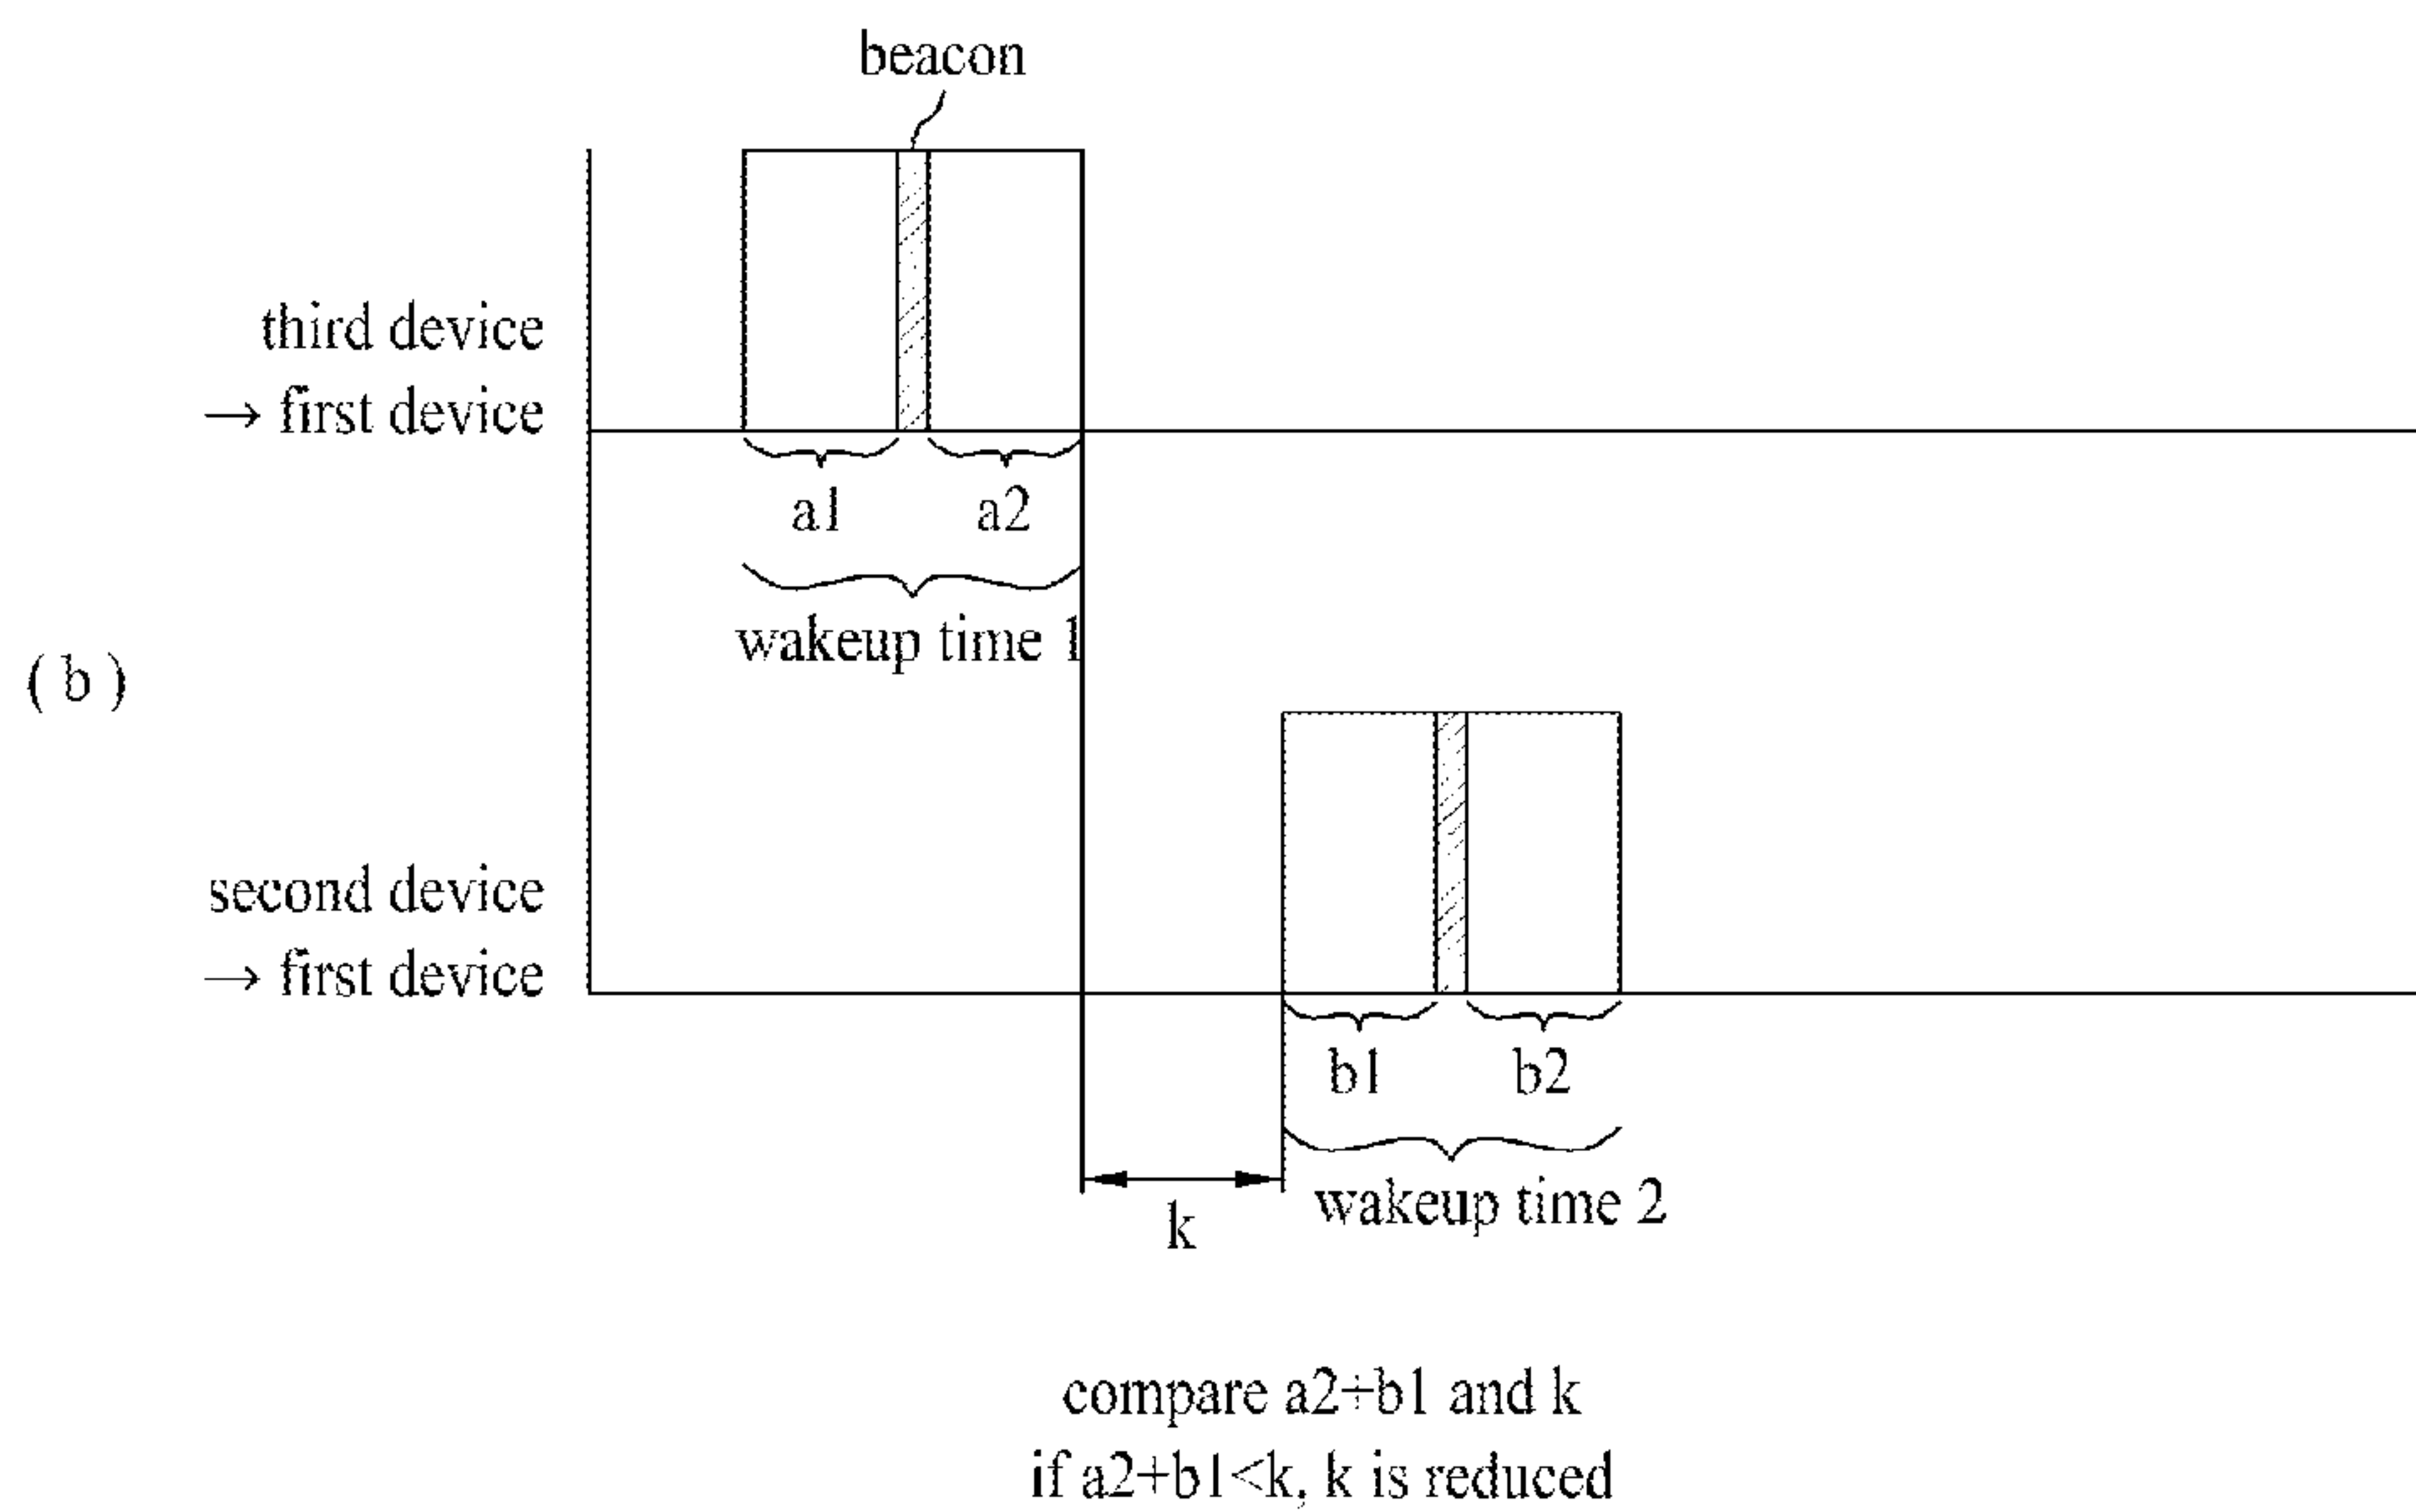 beacon
third device
→ first device
a1
a2
wakeup time 1
( b )
second device
→ first device
b1
b2
k
wakeup time 2
compare a2+b1 and k
if a2+b1<k, k is reduced